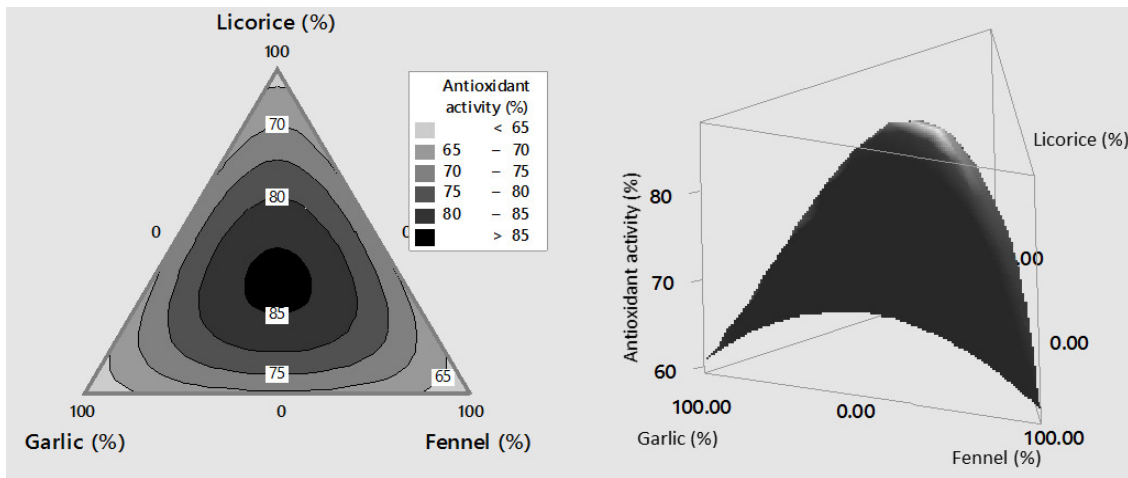 Licorice (%)
100
Antioxidant
activity (%)
< 65
65 – 70
70 – 75
75 – 80
80 – 85
> 85
70
80
0
0
85
75
65
100
0
100
Garlic (%)
Fennel (%)
Licorice (%)
Antioxidant activity (%)
80
70
60
.00
0.00
100.00
0.00
100.00
Garlic (%)
Fennel (%)